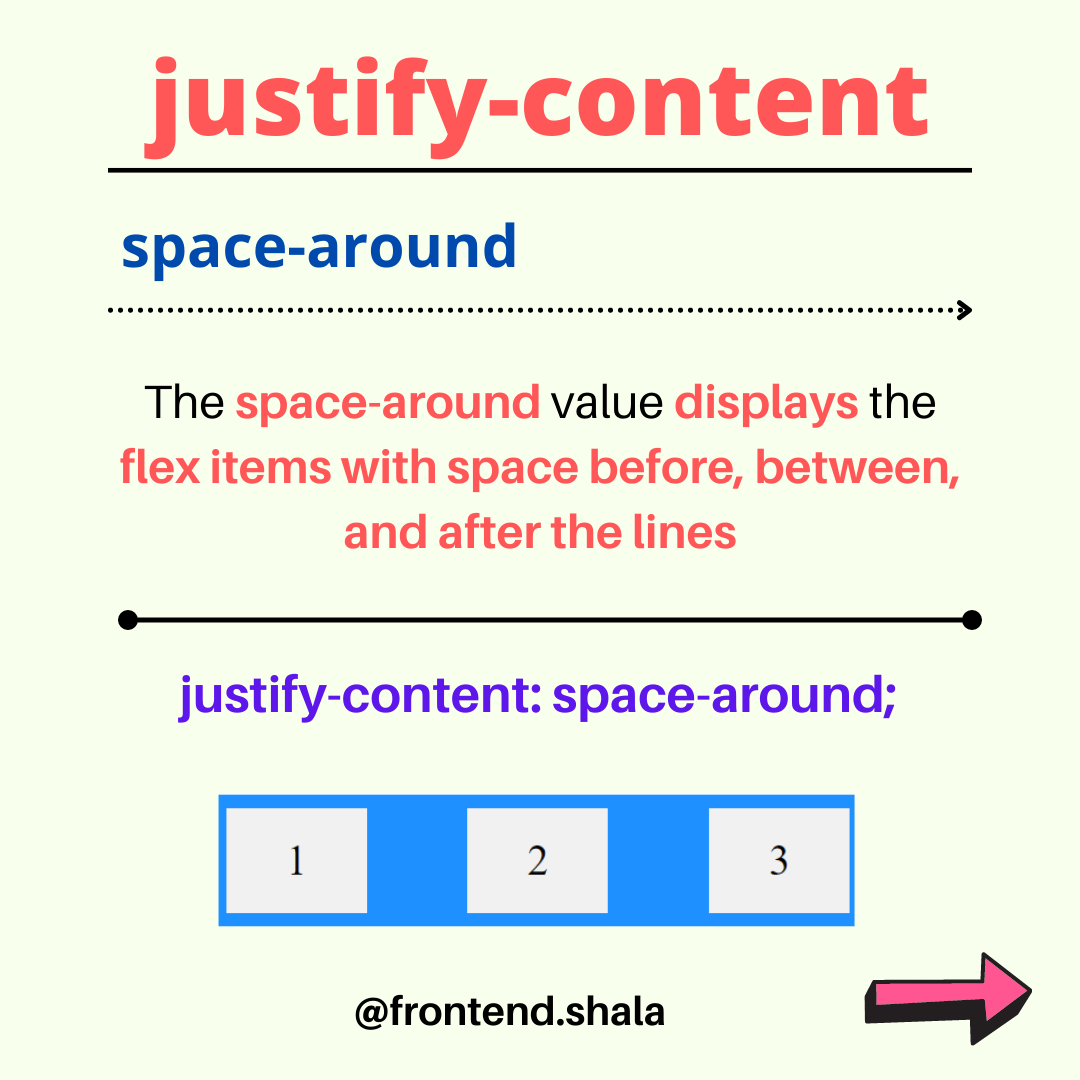 justify-content
space-around
The space-around value displays the
flex items with space before, between,
and after the lines
justify-content: space-around;
1 2 3
@frontend.shala